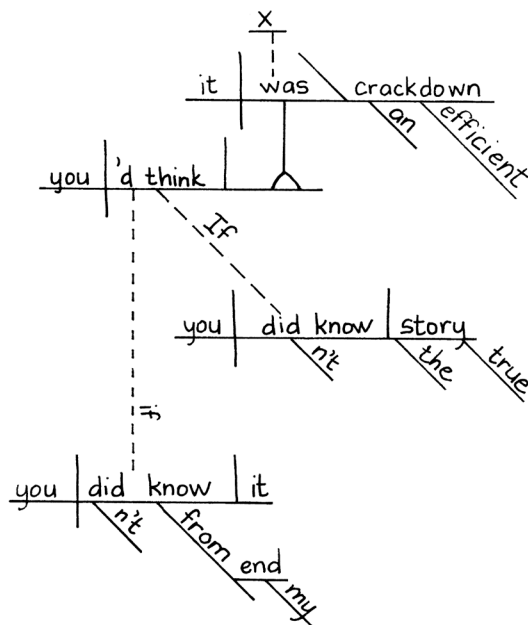 X
it was crackdown
an efficient
you 'd think
If
you did know story
n't the true
if
you did know it
n't from end
my